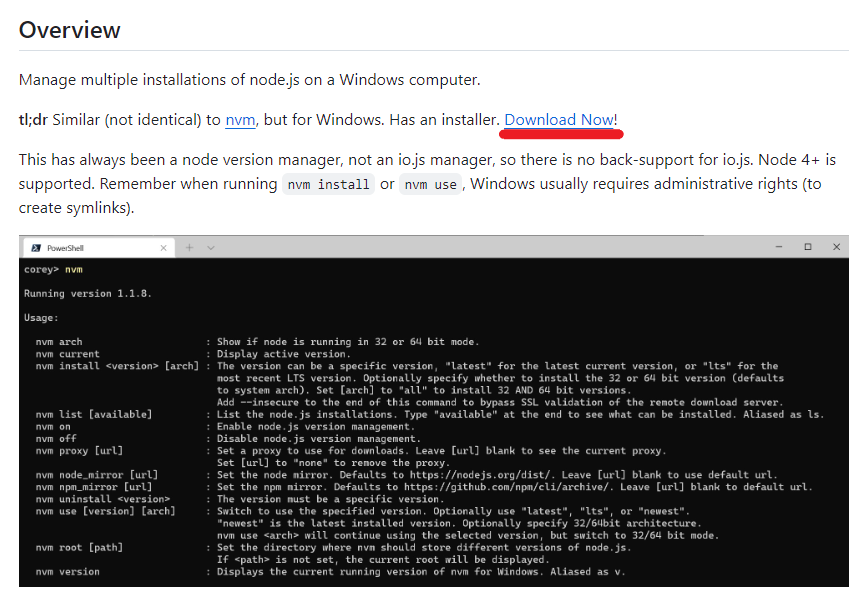 Overview
Manage multiple installations of node.js on a Windows computer.
tl;dr Similar (not identical) to nvm, but for Windows. Has an installer. Download Now!
This has always been a node version manager, not an io.js manager, so there is no back-support for io.js. Node 4+ is
supported. Remember when running nvm install or nvm use, Windows usually requires administrative rights (to
create symlinks).
PowerShell
corey> nvm
Running version 1.1.8.
Usage:
nvm arch : Show if node is running in 32 or 64 bit mode.
nvm current : Display active version.
nvm install <version> [arch] : The version can be a specific version, "latest" for the latest current version, or "lts" for the
most recent LTS version. Optionally specify whether to install the 32 or 64 bit version (defaults
to system arch). Set [arch] to "all" to install 32 AND 64 bit versions.
Add --insecure to the end of this command to bypass SSL validation of the remote download server.
nvm list [available] : List the node.js installations. Type "available" at the end to see what can be installed. Aliased as ls.
nvm on : Enable node.js version management.
nvm off : Disable node.js version management.
nvm proxy [url] : Set a proxy to use for downloads. Leave [url] blank to see the current proxy.
Set [url] to "none" to remove the proxy.
nvm node_mirror [url] : Set the node mirror. Defaults to https://nodejs.org/dist/. Leave [url] blank to use default url.
nvm npm_mirror [url] : Set the npm mirror. Defaults to https://github.com/npm/cli/archive/. Leave [url] blank to default url.
nvm uninstall <version> : The version must be a specific version.
nvm use [version] [arch] : Switch to use the specified version. Optionally use "latest", "lts", or "newest".
"newest" is the latest installed version. Optionally specify 32/64bit architecture.
nvm use <arch> will continue using the selected version, but switch to 32/64 bit mode.
nvm root [path] : Set the directory where nvm should store different versions of node.js.
If <path> is not set, the current root will be displayed.
nvm version : Displays the current running version of nvm for Windows. Aliased as v.